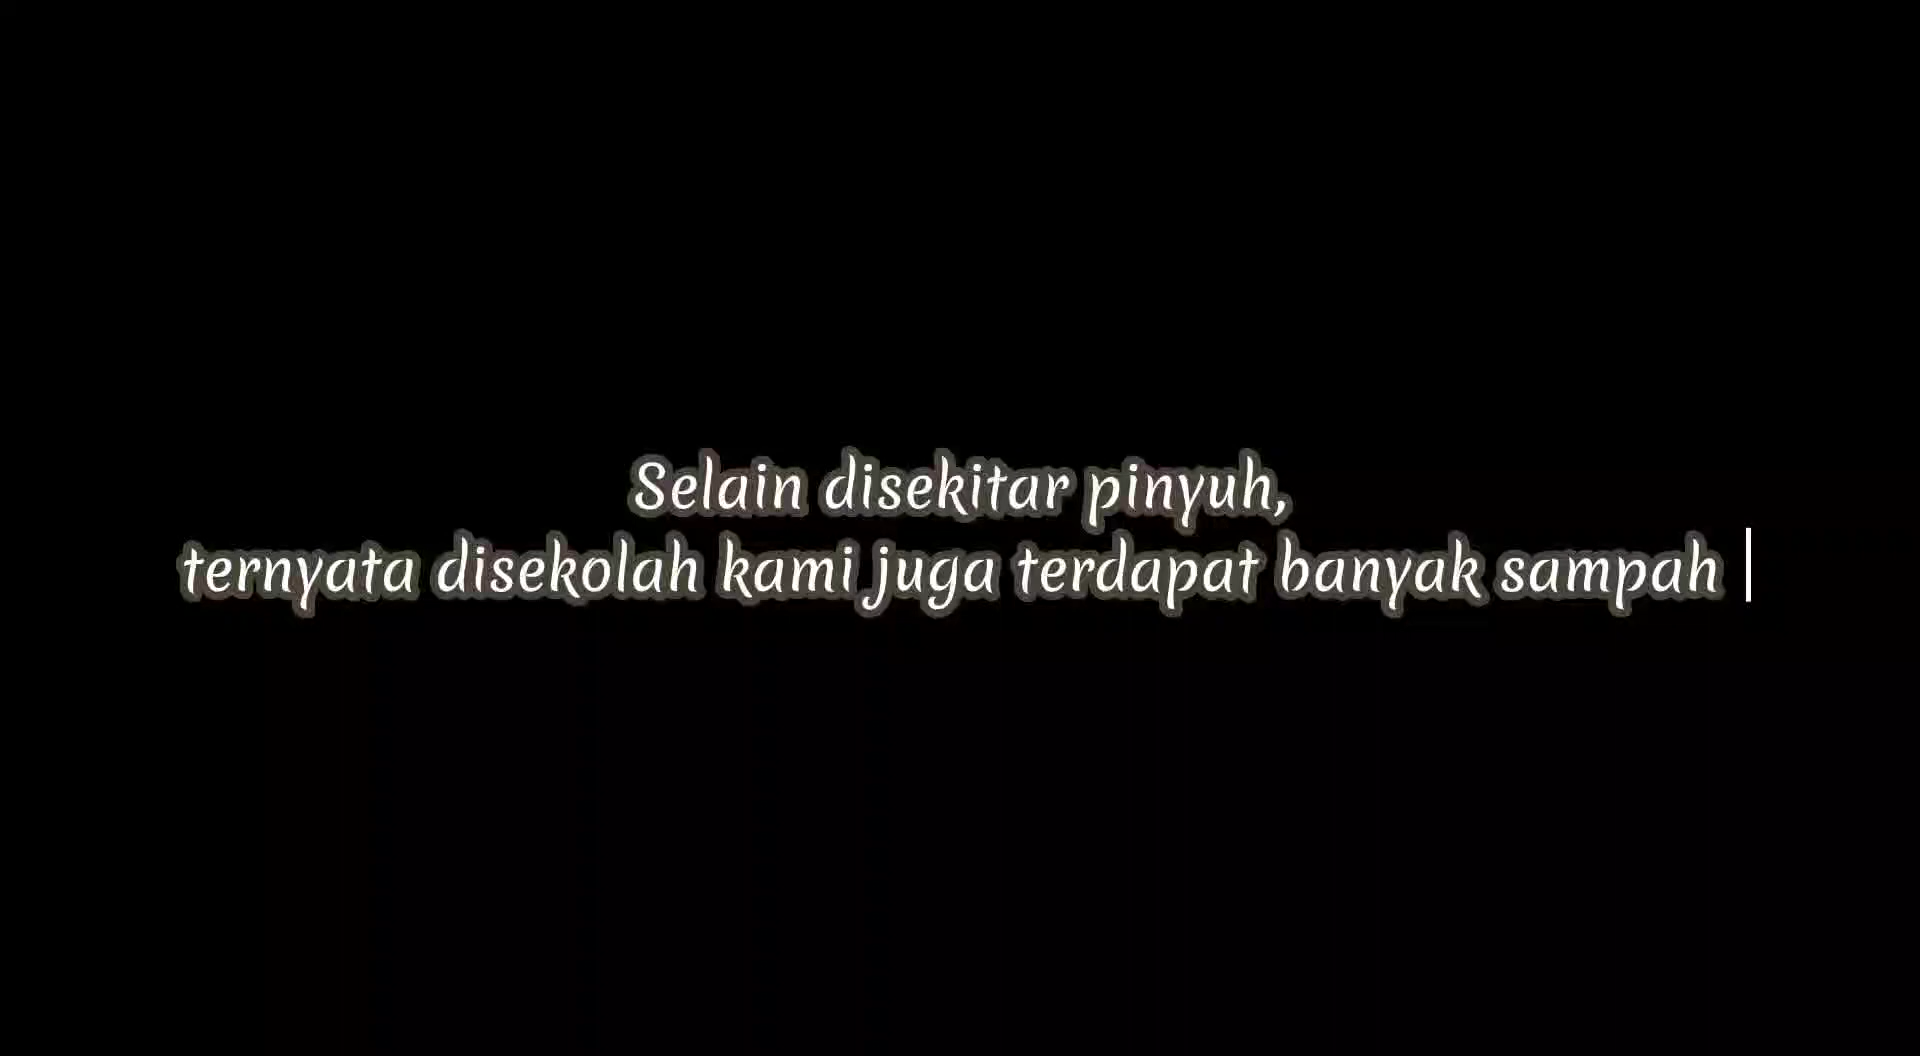 Selain disekitar pinyuh,
ternyata disekolah kami juga terdapat banyak sampah